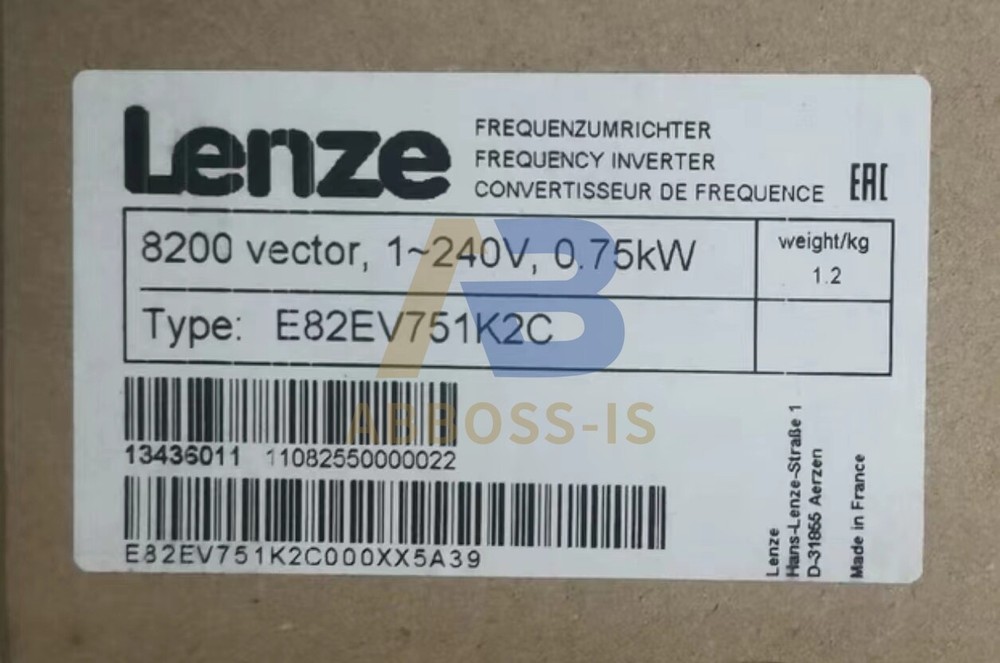 Lenze
FREQUENZUMRICHTER
FREQUENCY INVERTER
CONVERTISSEUR DE FREQUENCE
EAC
8200 vector, 1~240V, 0.75kW
weight/kg
1.2
Type: E82EV751K2C
AB
ABBOSS-IS
13436011 11082550000022
E82EV751K2C000XX5A39
Lenze
Hans-Lenze-Straße 1
D-31855 Aerzen
Made in France